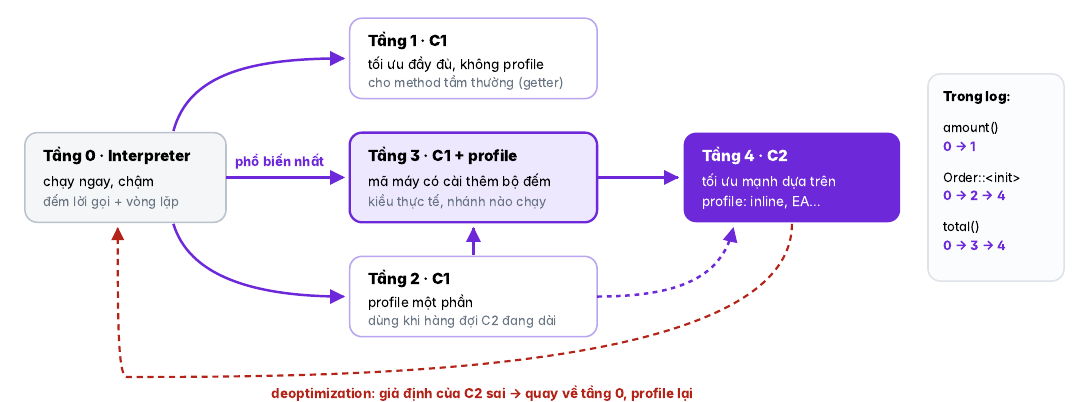 Tầng 1 · C1
tối ưu đầy đủ, không profile
cho method tầm thường (getter)
Tầng 0 · Interpreter
chạy ngay, chậm
đếm lời gọi + vòng lặp
phổ biến nhất
Tầng 3 · C1 + profile
mã máy có cài thêm bộ đếm
kiểu thực tế, nhánh nào chạy
Tầng 4 · C2
tối ưu mạnh dựa trên
profile: inline, EA...
Tầng 2 · C1
profile một phần
dùng khi hàng đợi C2 đang dài
deoptimization: giả định của C2 sai → quay về tầng 0, profile lại
Trong log:
amount()
0 → 1
Order::<init>
0 → 2 → 4
total()
0 → 3 → 4